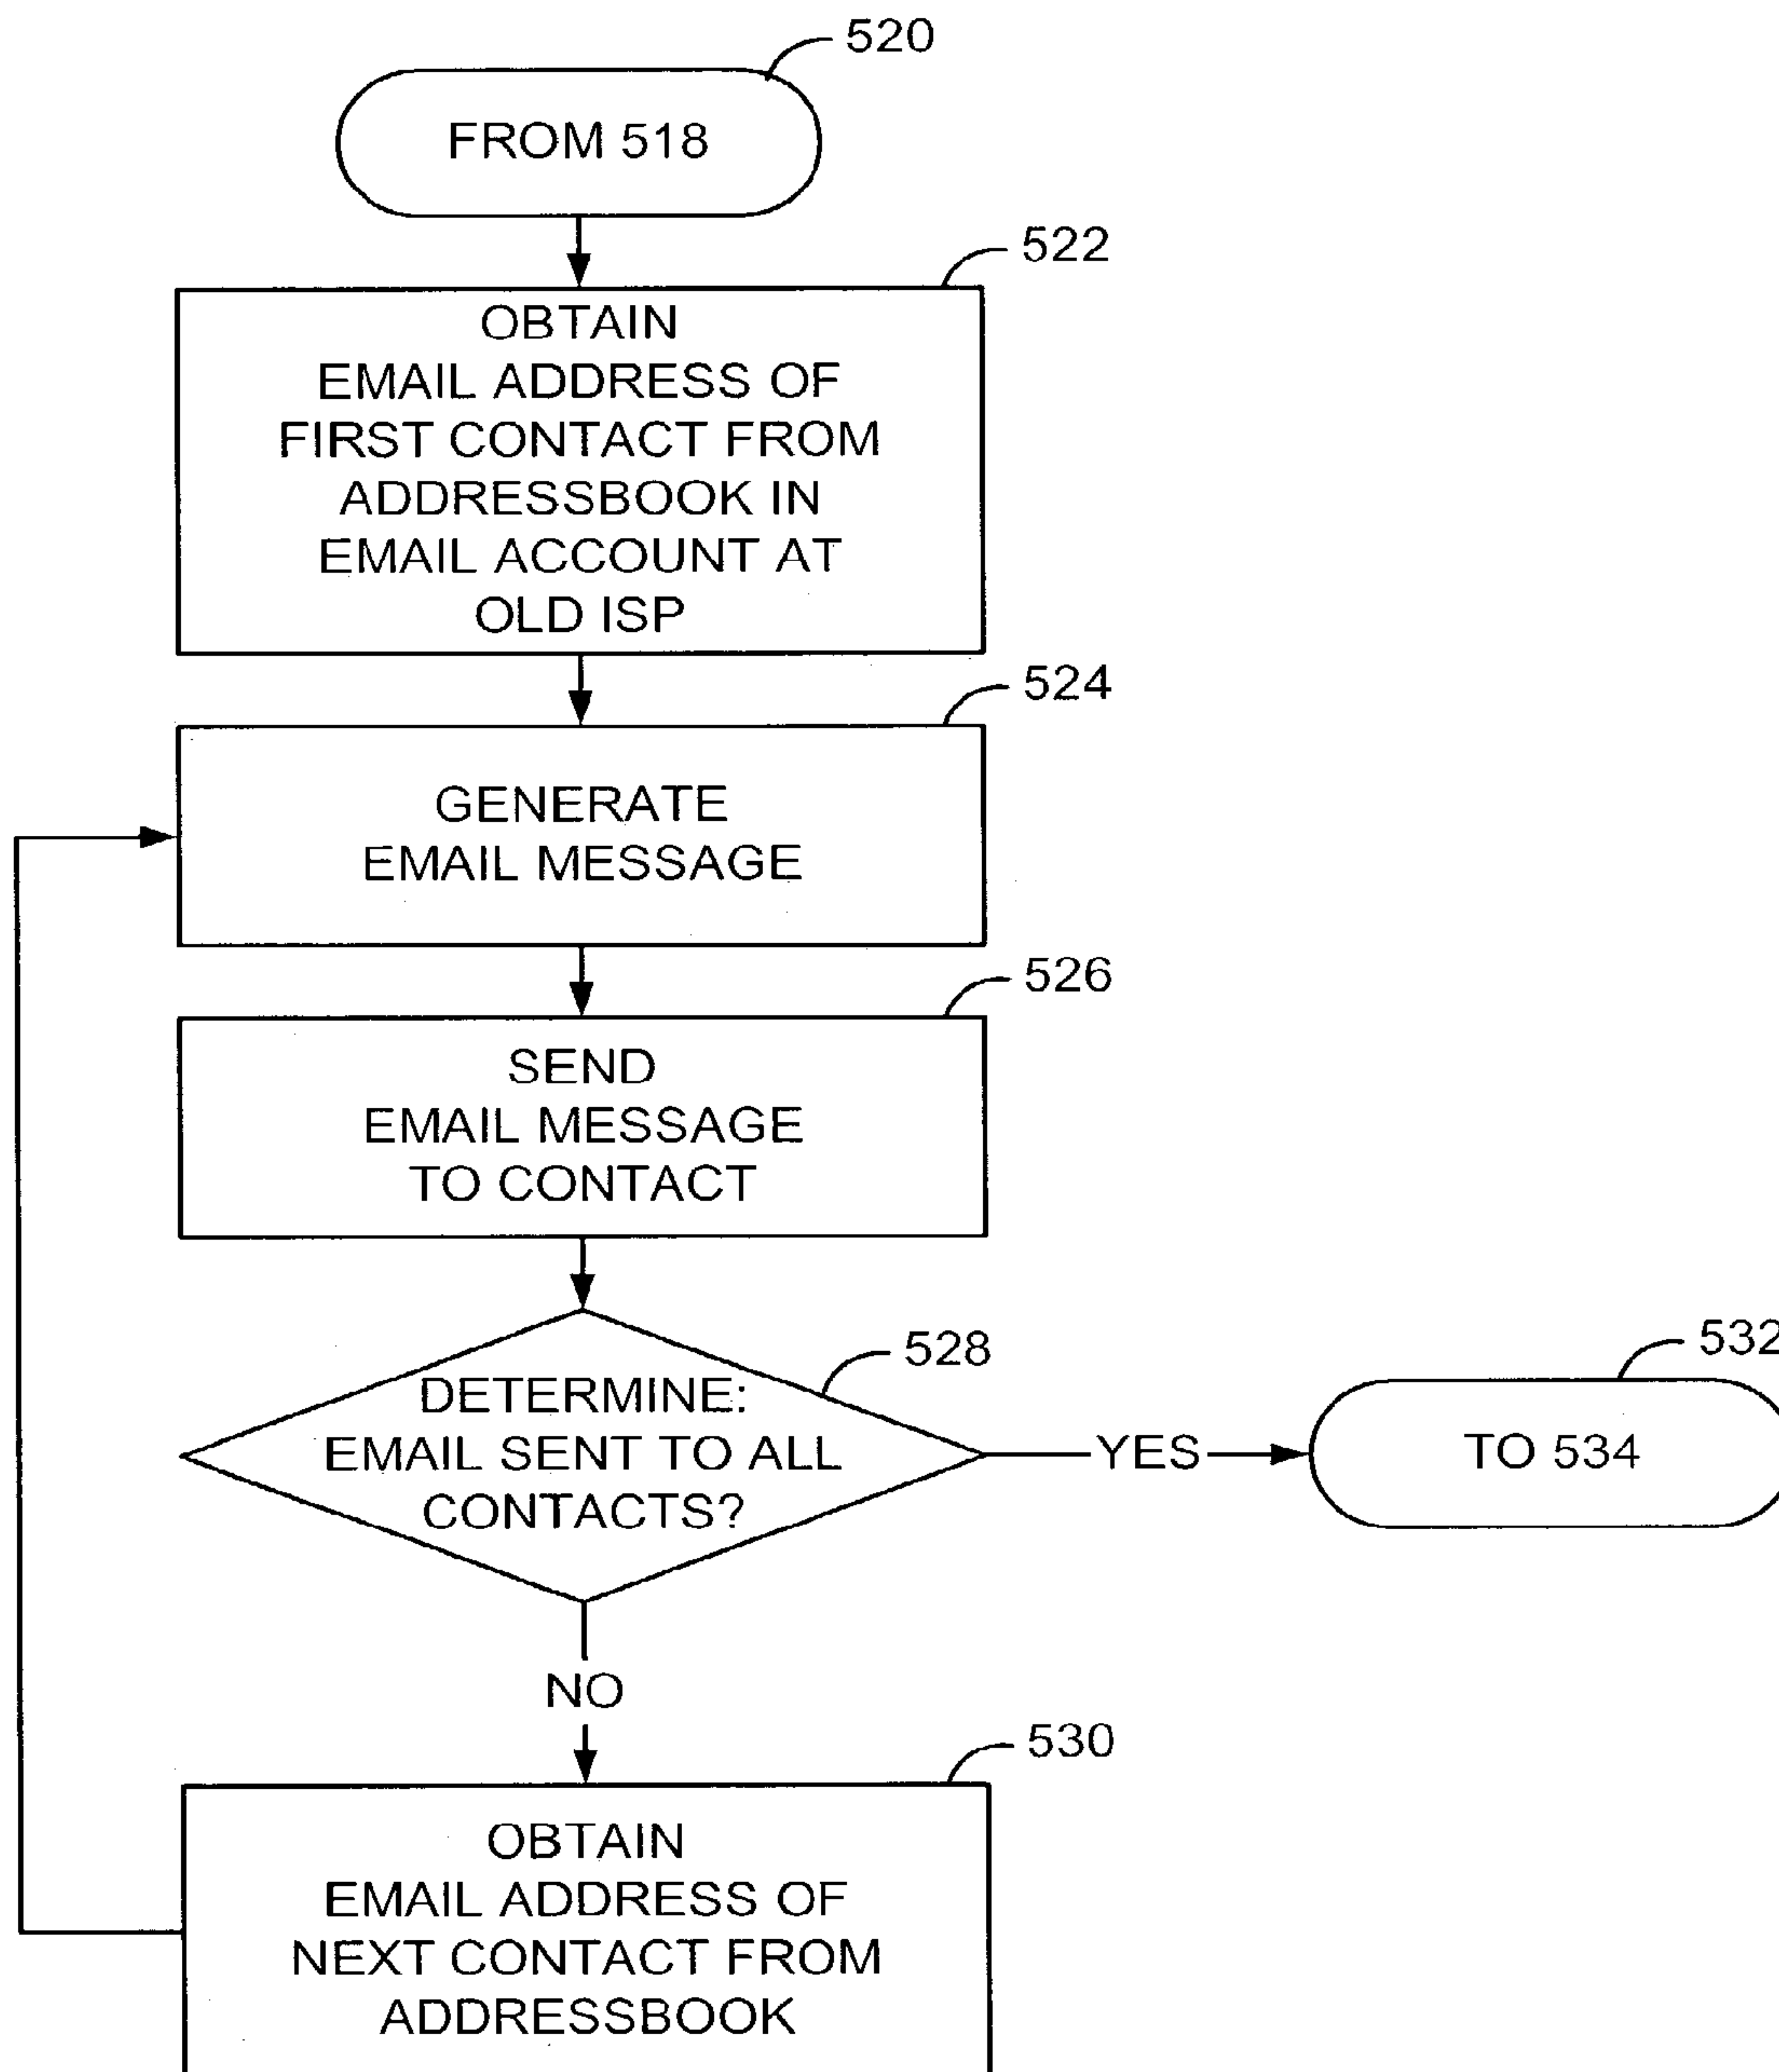 520
FROM 518
522
OBTAIN
EMAIL ADDRESS OF
FIRST CONTACT FROM
ADDRESSBOOK IN
EMAIL ACCOUNT AT
OLD ISP
524
GENERATE
EMAIL MESSAGE
526
SEND
EMAIL MESSAGE
TO CONTACT
528
DETERMINE:
EMAIL SENT TO ALL
CONTACTS?
YES
532
TO 534
NO
530
OBTAIN
EMAIL ADDRESS OF
NEXT CONTACT FROM
ADDRESSBOOK